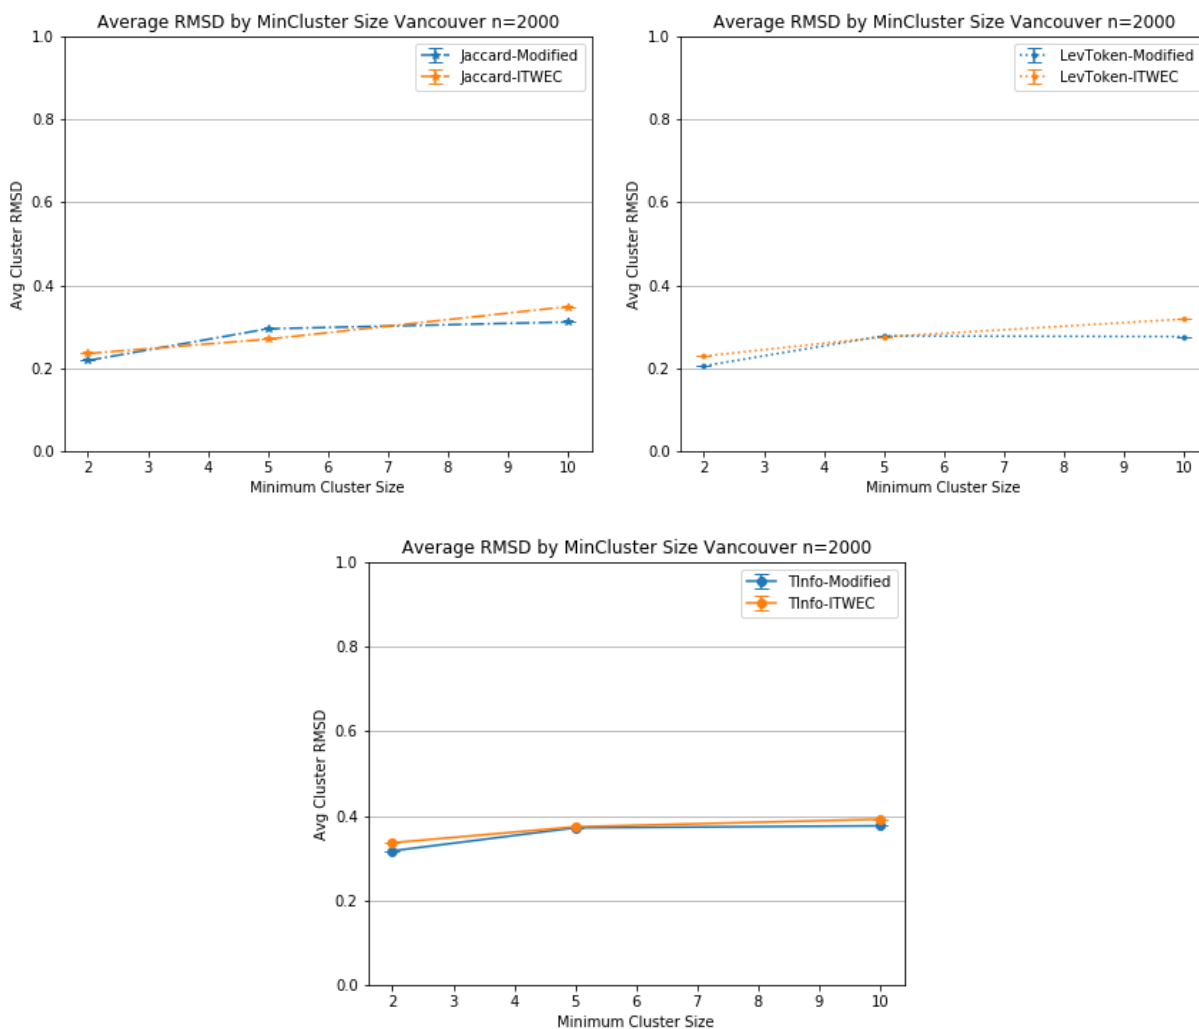 Average RMSD by MinCluster Size Vancouver n=2000
Jaccard-Modified
Jaccard-ITWEC
1.0
0.8
0.6
0.4
0.2
0.0
Avg Cluster RMSD
2 3 4 5 6 7 8 9 10
Minimum Cluster Size
Average RMSD by MinCluster Size Vancouver n=2000
LevToken-Modified
LevToken-ITWEC
1.0
0.8
0.6
0.4
0.2
0.0
Avg Cluster RMSD
2 3 4 5 6 7 8 9 10
Minimum Cluster Size
Average RMSD by MinCluster Size Vancouver n=2000
TInfo-Modified
TInfo-ITWEC
1.0
0.8
0.6
0.4
0.2
0.0
Avg Cluster RMSD
2 3 4 5 6 7 8 9 10
Minimum Cluster Size